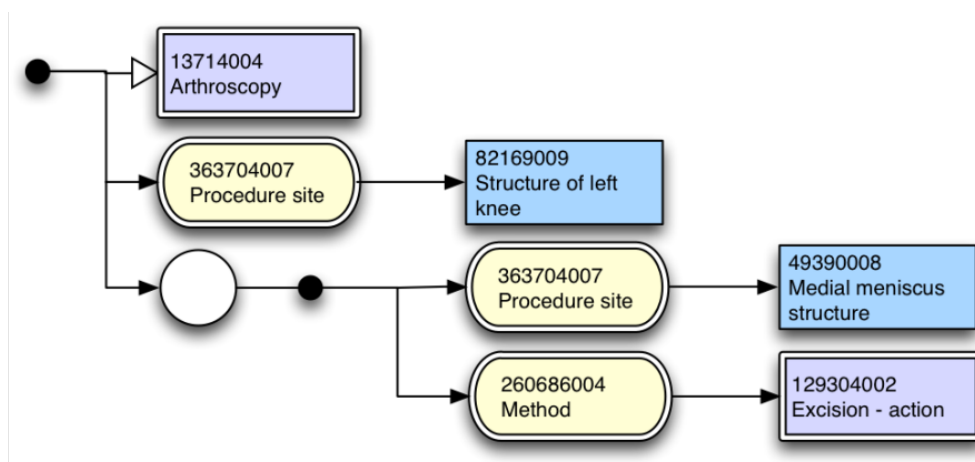 13714004
Arthroscopy
363704007
Procedure site
82169009
Structure of left
knee
363704007
Procedure site
49390008
Medial meniscus
structure
260686004
Method
129304002
Excision - action